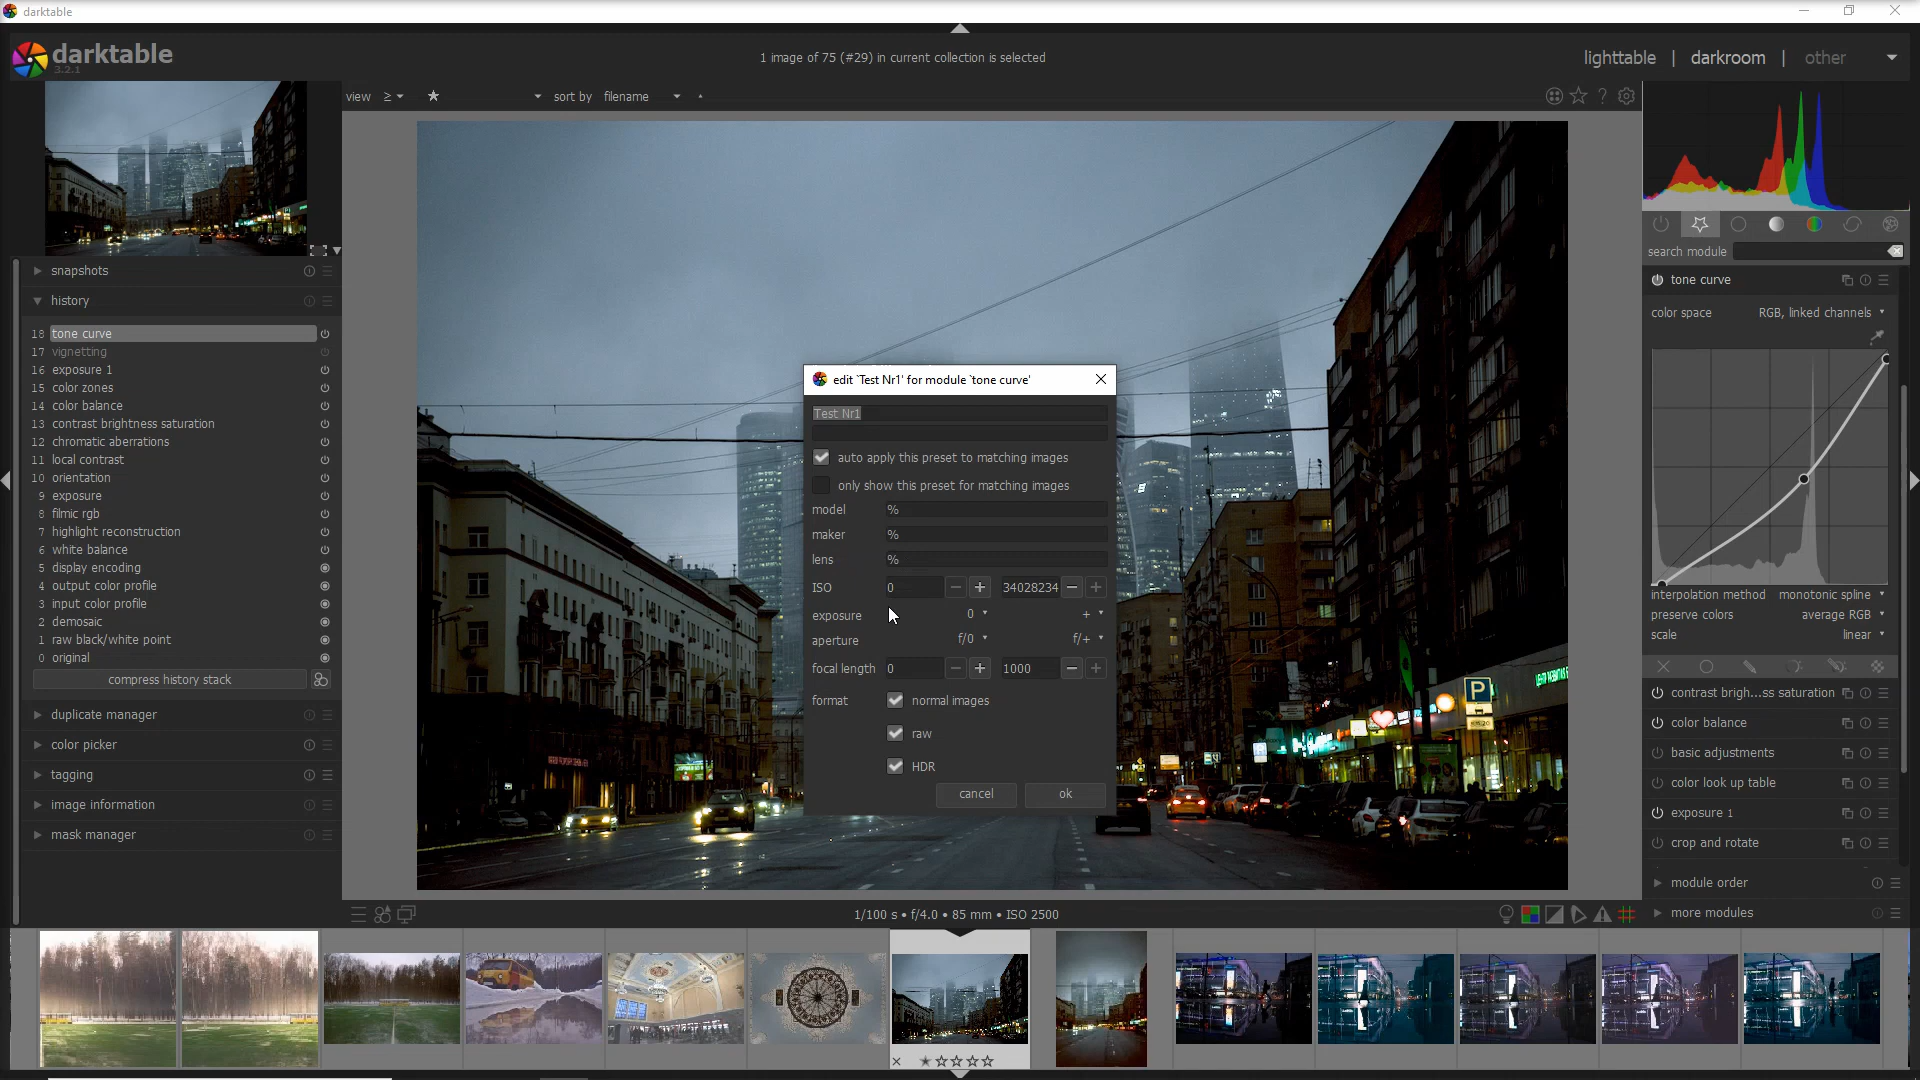 darktable
darktable
3.2.1
1 image of 75 (#29) in current collection is selected
lighttable | darkroom | other
view ≥ ★ sort by filename
?
snapshots
history
18 tone curve
17 vignetting
16 exposure 1
15 color zones
14 color balance
13 contrast brightness saturation
12 chromatic aberrations
11 local contrast
10 orientation
9 exposure
8 filmic rgb
7 highlight reconstruction
6 white balance
5 display encoding
4 output color profile
3 input color profile
2 demosaic
1 raw black/white point
0 original
compress history stack
duplicate manager
color picker
tagging
image information
mask manager
edit `Test Nr1' for module `tone curve'
Test Nr1
auto apply this preset to matching images
only show this preset for matching images
model %
maker %
lens %
ISO 0 − + 34028234 − +
exposure 0 +
aperture f/0 f/+
focal length 0 − + 1000 − +
format normal images
raw
HDR
cancel ok
P
1/100 s • f/4.0 • 85 mm • ISO 2500
search module
tone curve
color space RGB, linked channels
interpolation method monotonic spline
preserve colors average RGB
scale linear
contrast brigh...ss saturation
color balance
basic adjustments
color look up table
exposure 1
crop and rotate
module order
more modules